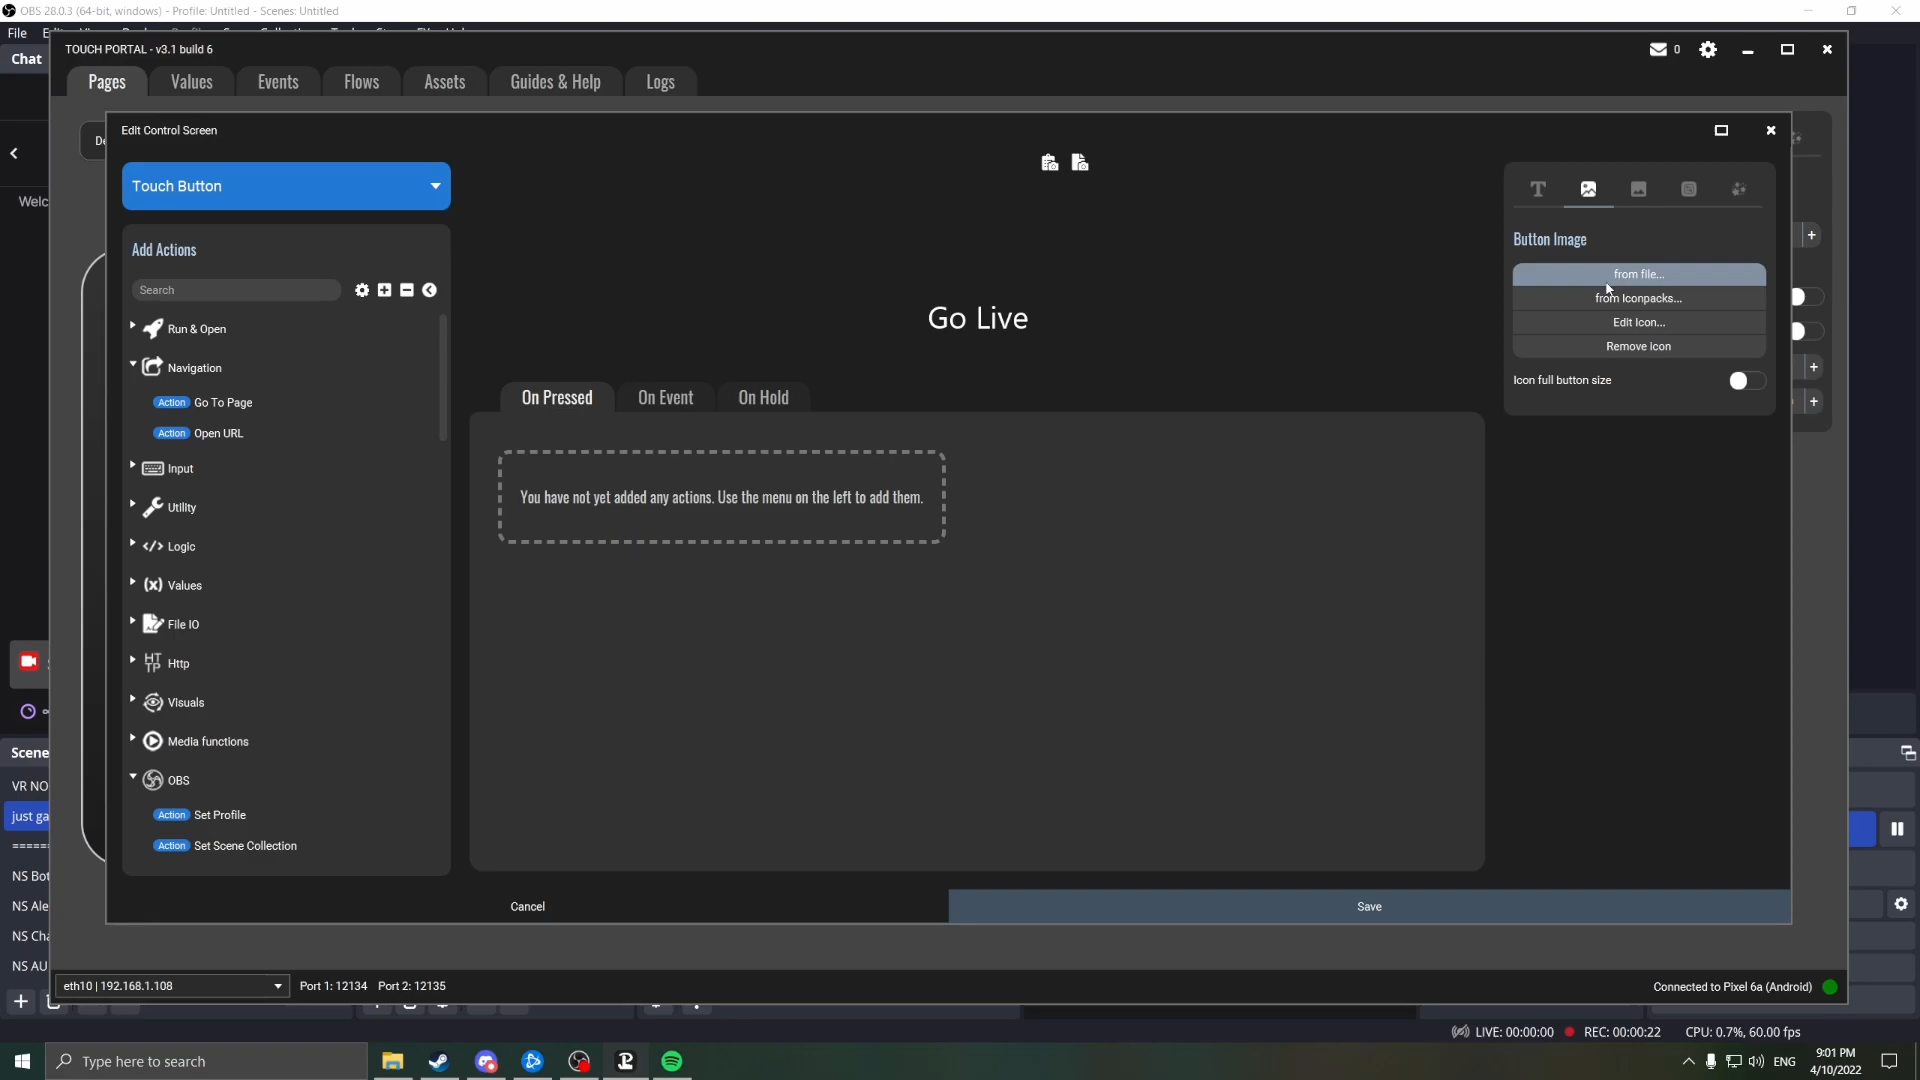 OBS 28.0.3 (64-bit, windows) - Profile: Untitled - Scenes: Untitled
File
Chat
TOUCH PORTAL - v3.1 build 6
0
Pages
Values
Events
Flows
Assets
Guides & Help
Logs
Edit Control Screen
Touch Button
Welc
T
Add Actions
Button Image
Search
from file...
from Iconpacks...
Edit Icon...
Remove icon
Icon full button size
Go Live
Run & Open
Navigation
Action Go To Page
Action Open URL
Input
Utility
Logic
Values
File IO
HTTP Http
Visuals
Media functions
OBS
Action Set Profile
Action Set Scene Collection
On Pressed
On Event
On Hold
You have not yet added any actions. Use the menu on the left to add them.
Scene
VR NO
just ga
=====
NS Bot
NS Ale
NS Cha
NS AU
Cancel
Save
eth10 | 192.168.1.108
Port 1: 12134 Port 2: 12135
Connected to Pixel 6a (Android)
LIVE: 00:00:00
REC: 00:00:22
CPU: 0.7%, 60.00 fps
Type here to search
ENG
9:01 PM
4/10/2022